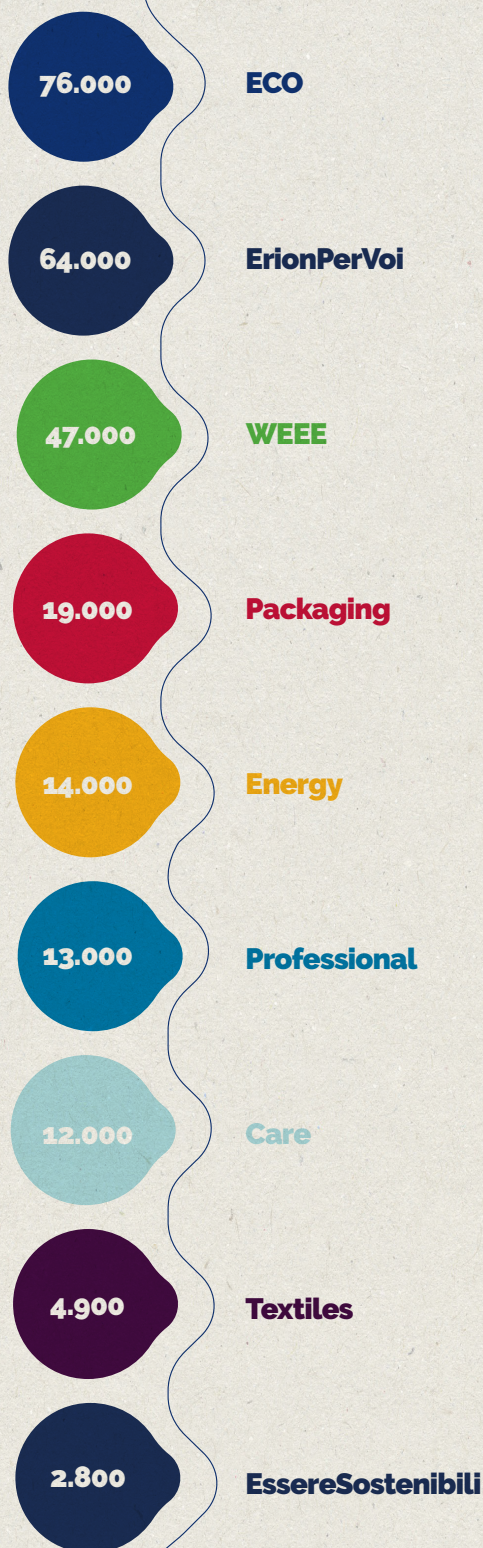 76.000 ECO
64.000 ErionPerVoi
47.000 WEEE
19.000 Packaging
14.000 Energy
13.000 Professional
12.000 Care
4.900 Textiles
2.800 EssereSostenibili